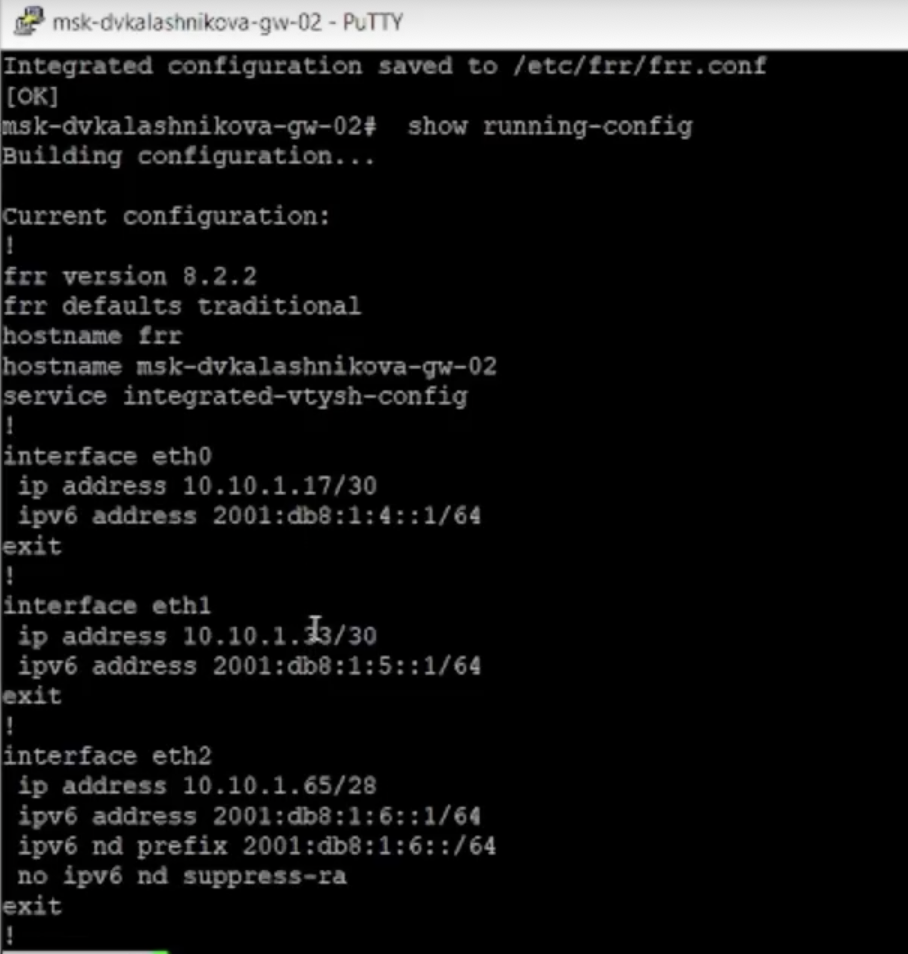 msk-dvkalashnikova-gw-02 - PuTTY
Integrated configuration saved to /etc/frr/frr.conf
[OK]
msk-dvkalashnikova-gw-02#  show running-config
Building configuration...

Current configuration:
!
frr version 8.2.2
frr defaults traditional
hostname frr
hostname msk-dvkalashnikova-gw-02
service integrated-vtysh-config
!
interface eth0
 ip address 10.10.1.17/30
 ipv6 address 2001:db8:1:4::1/64
exit
!
interface eth1
 ip address 10.10.1.33/30
 ipv6 address 2001:db8:1:5::1/64
exit
!
interface eth2
 ip address 10.10.1.65/28
 ipv6 address 2001:db8:1:6::1/64
 ipv6 nd prefix 2001:db8:1:6::/64
 no ipv6 nd suppress-ra
exit
!